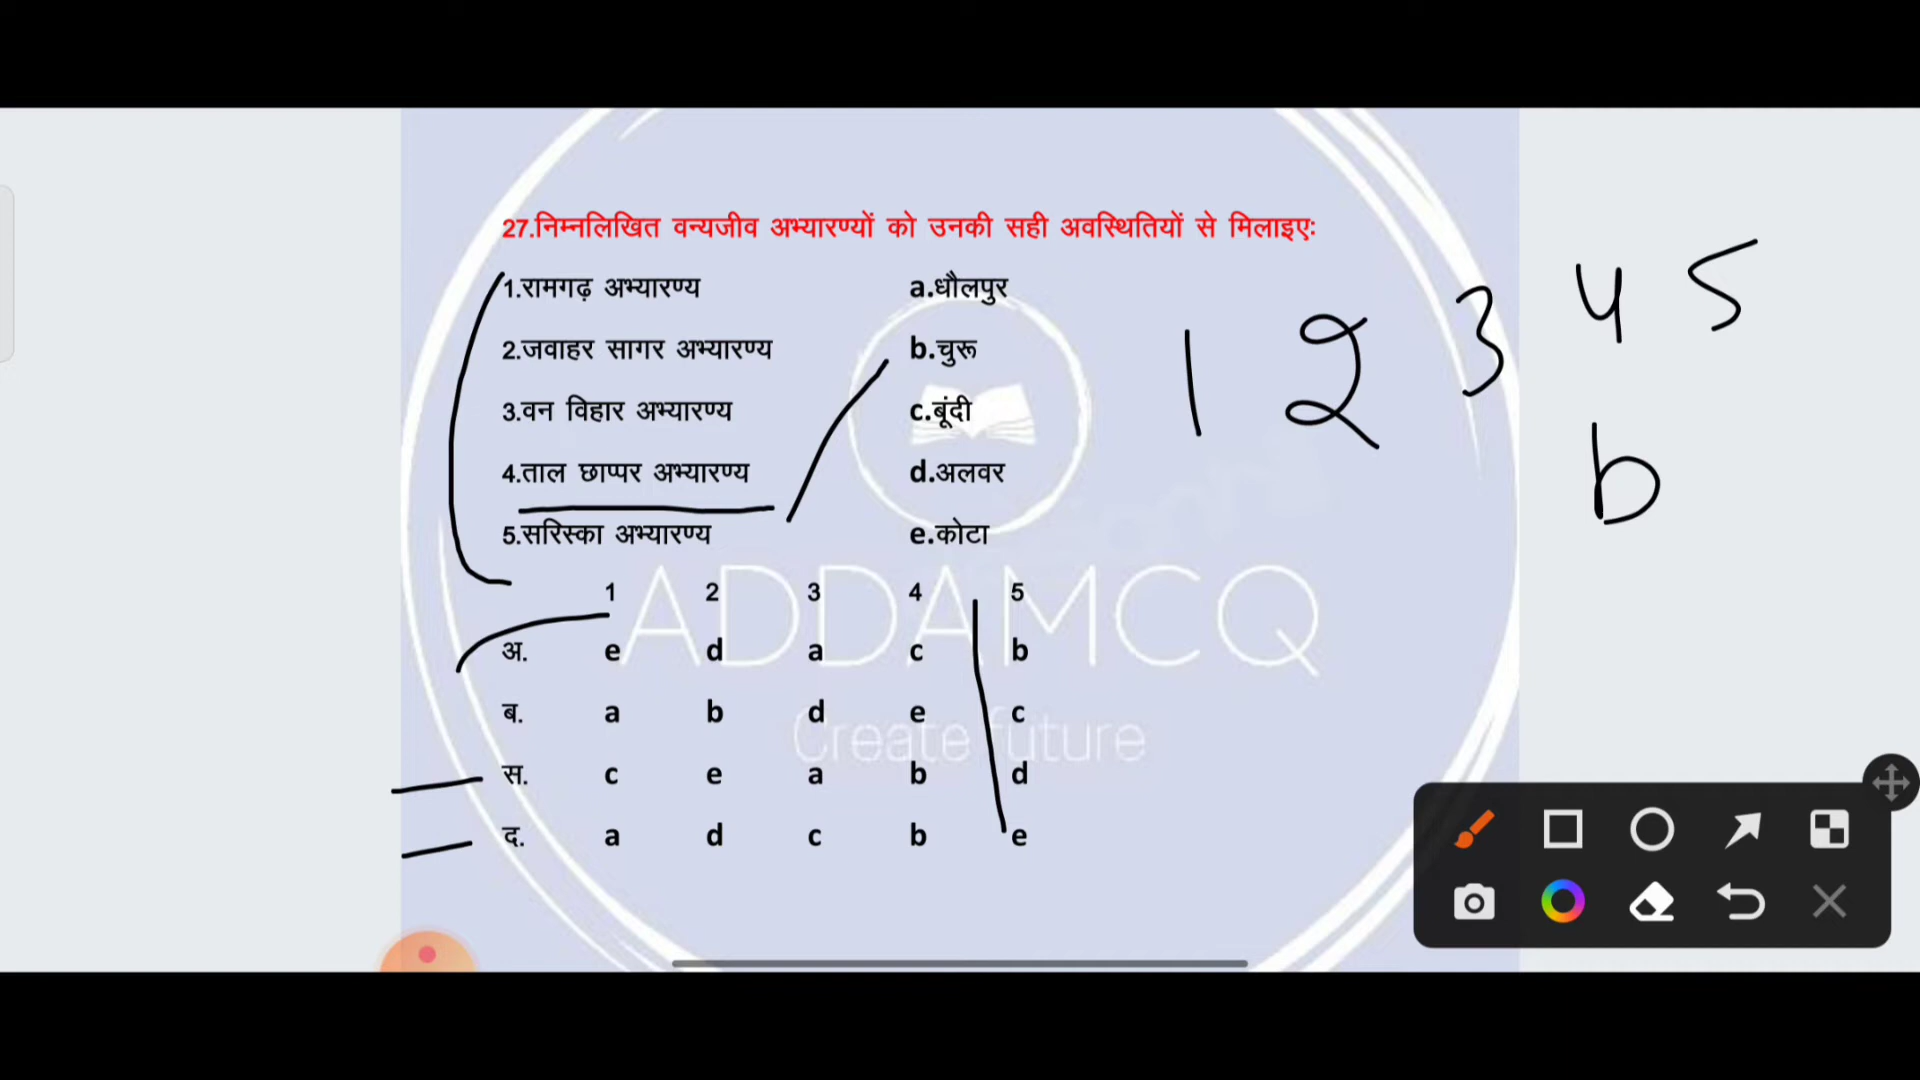 27.निम्नलिखित वन्यजीव अभ्यारण्यों को उनकी सही अवस्थितियों से मिलाइएः
1.रामगढ़ अभ्यारण्य a.धौलपुर
2.जवाहर सागर अभ्यारण्य b.चुरू
3.वन विहार अभ्यारण्य c.बूंदी
4.ताल छाप्पर अभ्यारण्य d.अलवर
5.सरिस्का अभ्यारण्य e.कोटा
1 2 3 4 5
अ. e d a c b
ब. a b d e c
स. c e a b d
द. a d c b e
1 2 3 4 5
b
ADDAMCQ
Create future